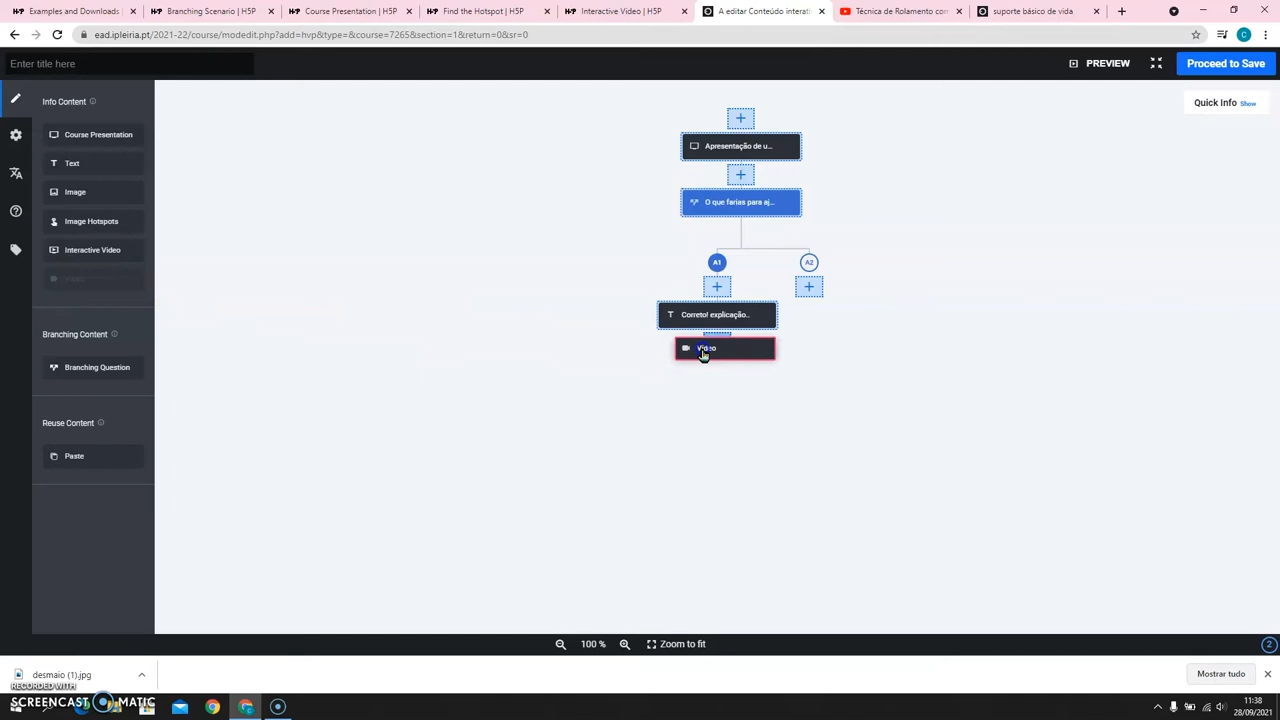 Examples and Downloads |
Branching Scenario | H5P
Course Presentation | H5P
Find the Hotspot | H5P
Interactive Video | H5P
A editar Conteúdo interati
Técnica de Rolamento con
suporte básico de vida
ead.ipleiria.pt/2021-22/course/modedit.php?add=hvp&type=&course=7265&section=1&return=0&sr=0
Enter title here
PREVIEW
Proceed to Save
Info Content
Course Presentation
Text
Image
Image Hotspots
Interactive Video
Video
Branching Content
Branching Question
Reuse Content
Paste
Quick Info Show
Apresentação de u...
O que farias para aj...
A1
A2
Correto! explicação..
Video
100 %
Zoom to fit
2
desmaio (1).jpg
Mostrar tudo
RECORDED WITH
SCREENCAST MATIC
11:38
28/09/2021